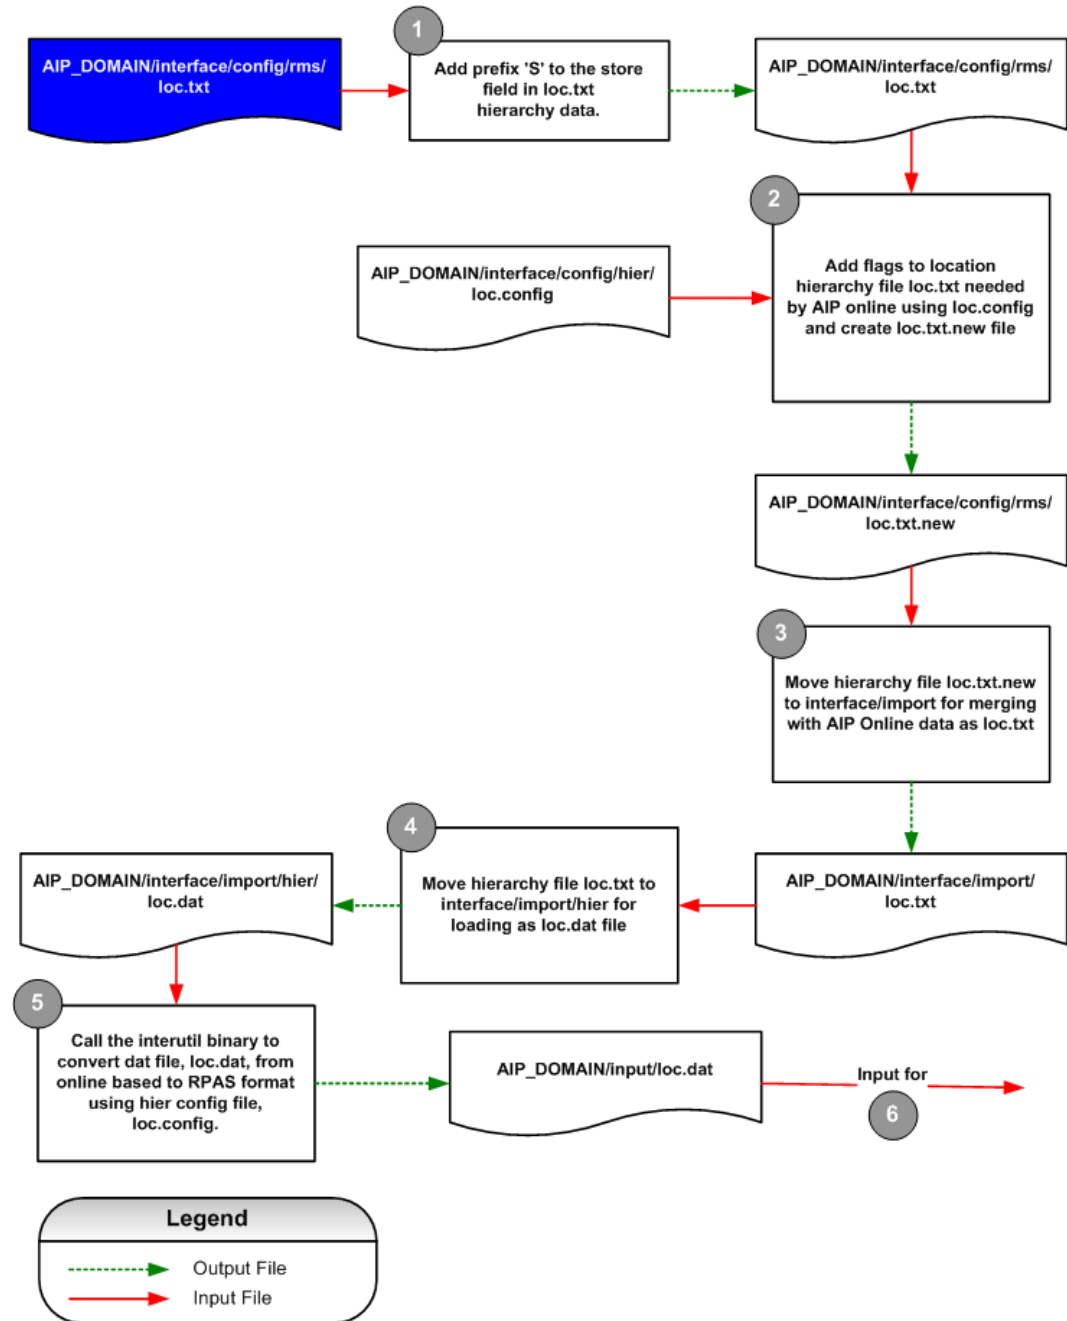 AIP_DOMAIN/interface/config/rms/
loc.txt
1
Add prefix 'S' to the store
field in loc.txt
hierarchy data.
AIP_DOMAIN/interface/config/rms/
loc.txt
2
AIP_DOMAIN/interface/config/hier/
loc.config
Add flags to location
hierarchy file loc.txt needed
by AIP online using loc.config
and create loc.txt.new file
AIP_DOMAIN/interface/config/rms/
loc.txt.new
3
Move hierarchy file loc.txt.new
to interface/import for merging
with AIP Online data as loc.txt
AIP_DOMAIN/interface/import/
loc.txt
4
Move hierarchy file loc.txt to
interface/import/hier for
loading as loc.dat file
AIP_DOMAIN/interface/import/hier/
loc.dat
5
Call the interutil binary to
convert dat file, loc.dat, from
online based to RPAS format
using hier config file,
loc.config.
AIP_DOMAIN/input/loc.dat
Input for
6
Legend
Output File
Input File